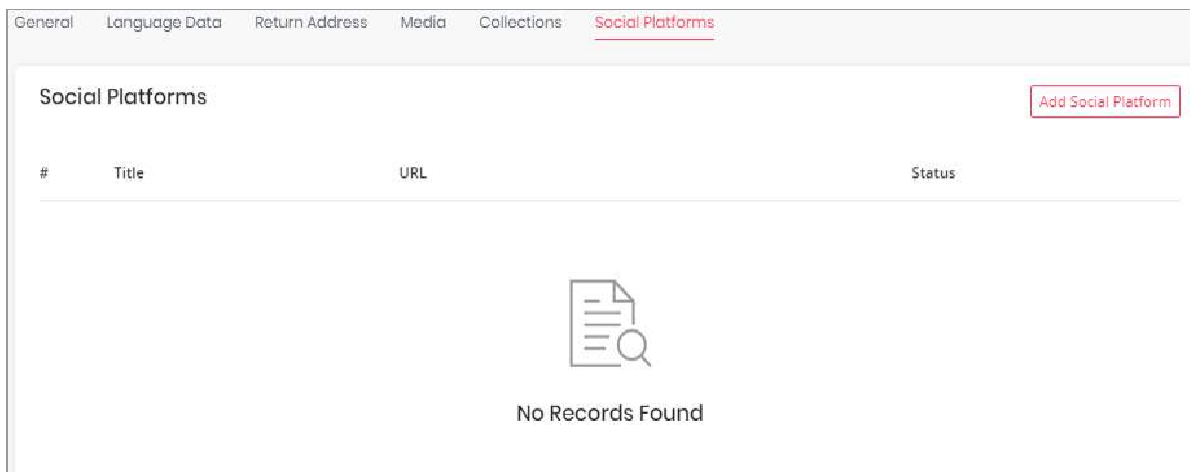 General Language Data Return Address Media Collections Social Platforms
Social Platforms Add Social Platform
# Title URL Status
No Records Found